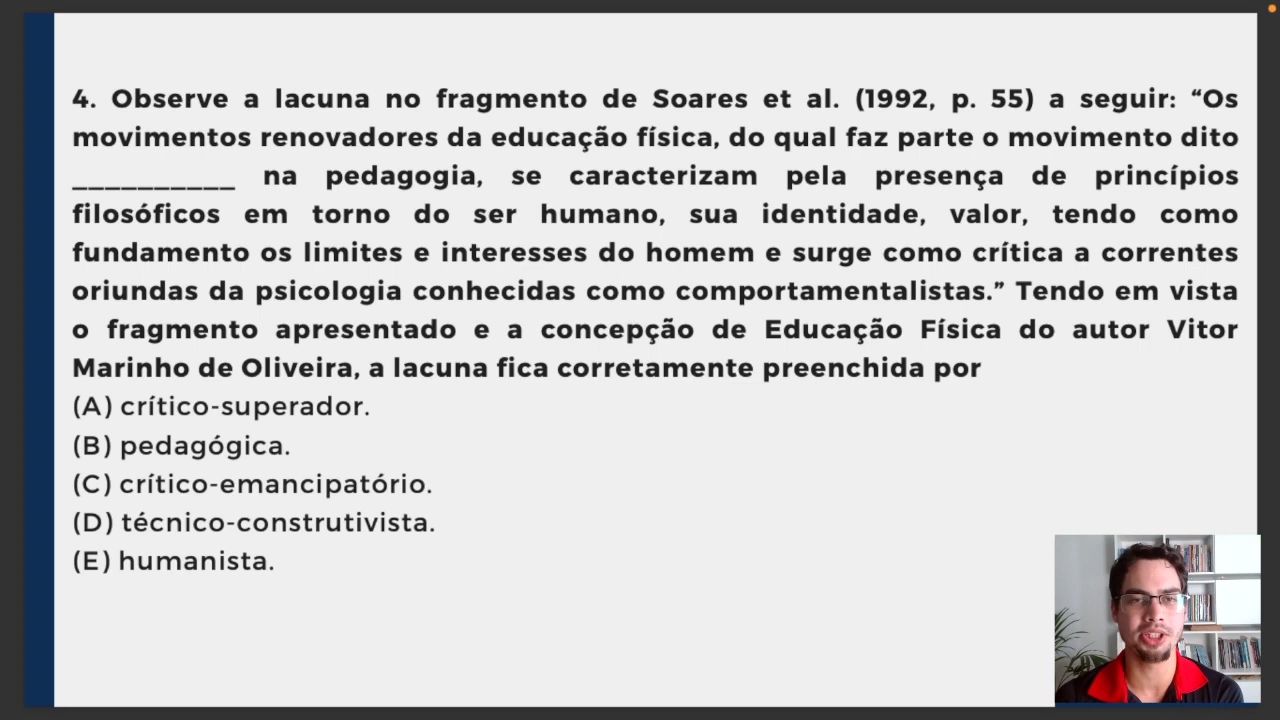 4. Observe a lacuna no fragmento de Soares et al. (1992, p. 55) a seguir: “Os
movimentos renovadores da educação física, do qual faz parte o movimento dito
__________ na pedagogia, se caracterizam pela presença de princípios
filosóficos em torno do ser humano, sua identidade, valor, tendo como
fundamento os limites e interesses do homem e surge como crítica a correntes
oriundas da psicologia conhecidas como comportamentalistas.” Tendo em vista
o fragmento apresentado e a concepção de Educação Física do autor Vitor
Marinho de Oliveira, a lacuna fica corretamente preenchida por
(A) crítico-superador.
(B) pedagógica.
(C) crítico-emancipatório.
(D) técnico-construtivista.
(E) humanista.